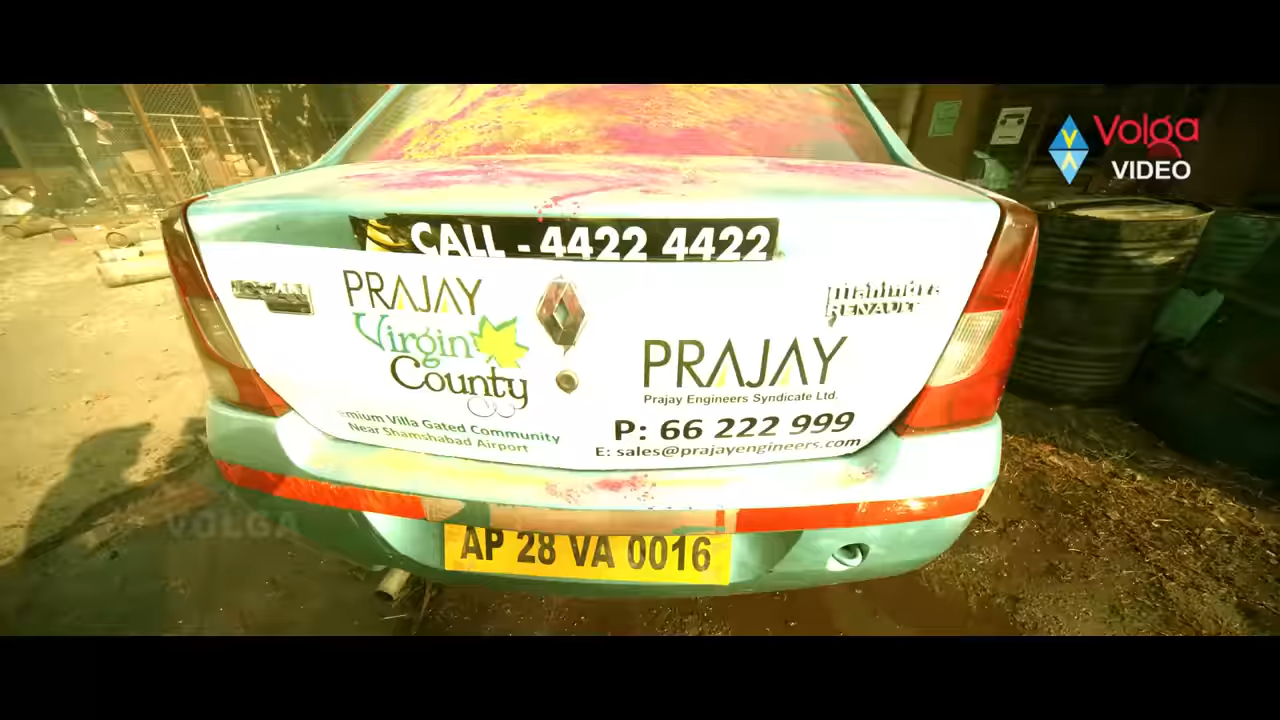 Volga
VIDEO
CALL - 4422 4422
PRAJAY
Virgin
County
mium Villa Gated Community
Near Shamshabad Airport
mahindra
RENAULT
PRAJAY
Prajay Engineers Syndicate Ltd.
P: 66 222 999
E: sales@prajayengineers.com
VOLGA
AP 28 VA 0016